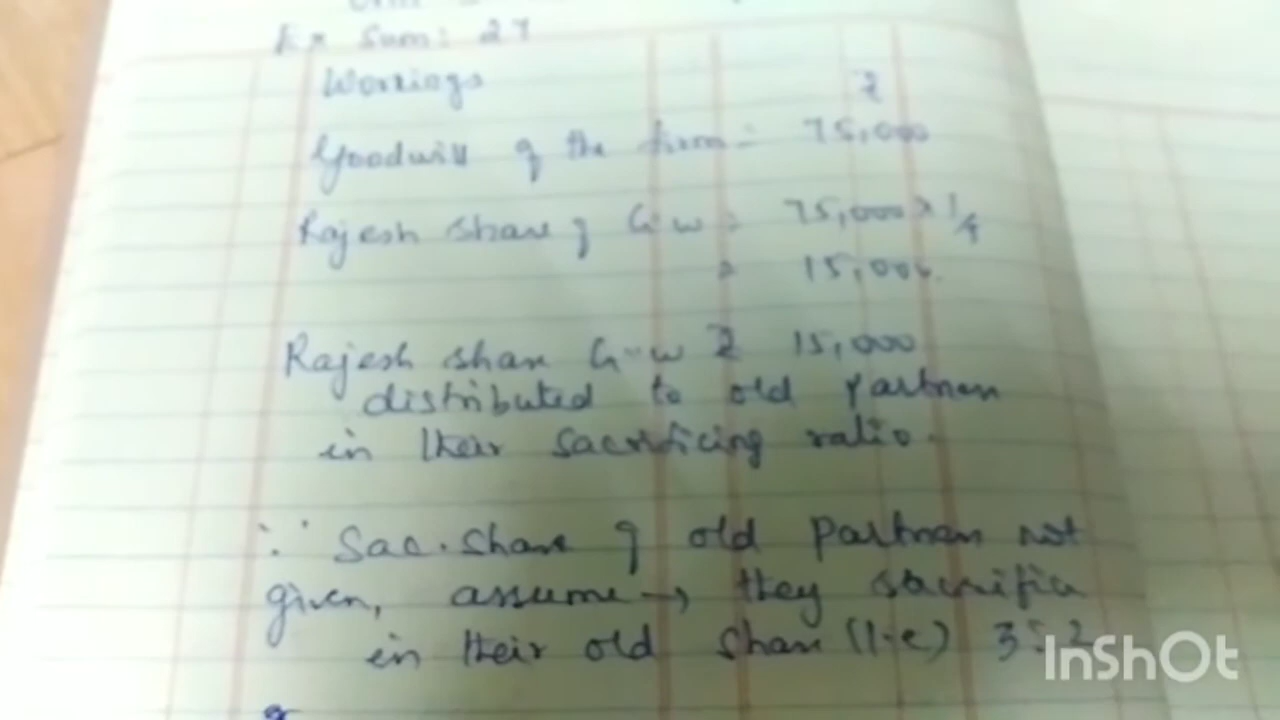 Ex Sum: 27
Workings ₹
Goodwill of the firm = 75,000
Rajesh share of G.w = 75,000 x 1/5
= 15,000.
Rajesh share G.w ₹ 15,000
distributed to old partners
in their sacrificing ratio.
∵ Sac. Share of old partners not
given, assume → they sacrifice
in their old share (i.e) 3:2
InShOt